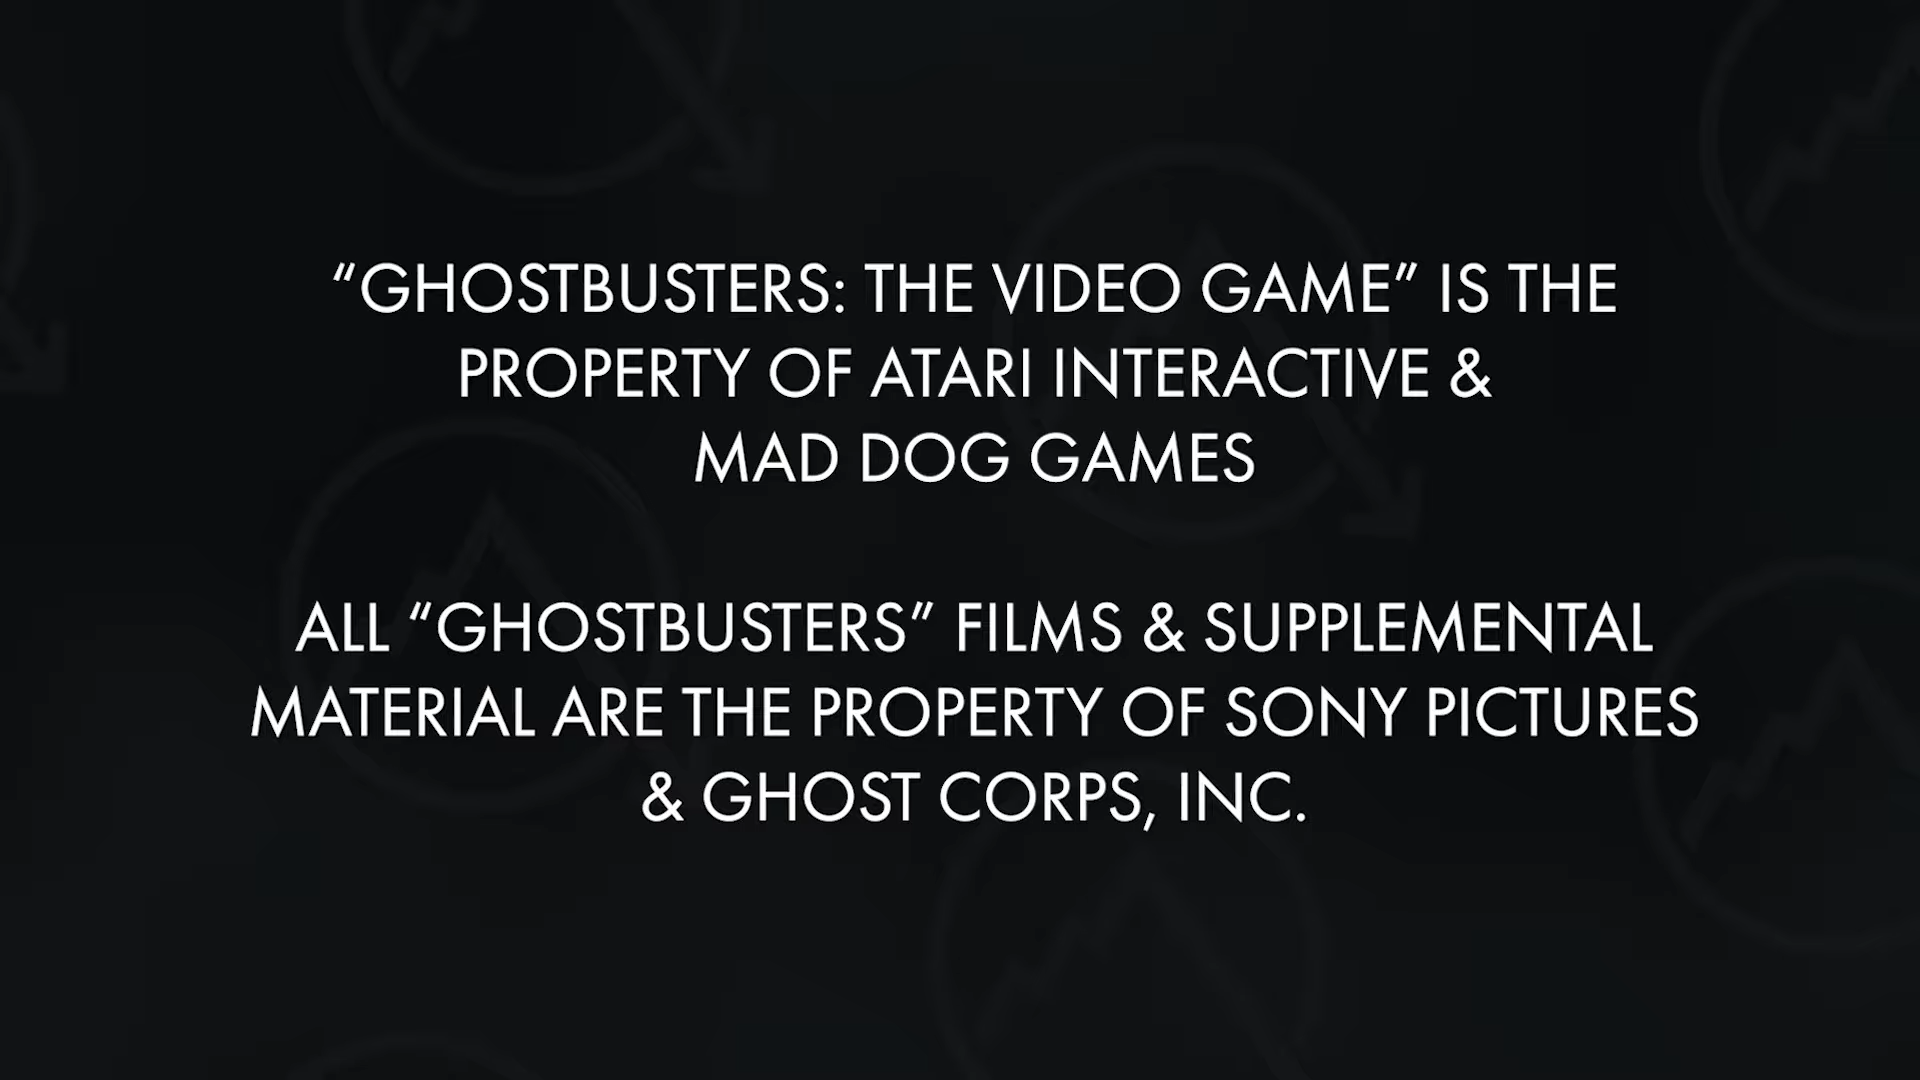 “GHOSTBUSTERS: THE VIDEO GAME” IS THE
PROPERTY OF ATARI INTERACTIVE &
MAD DOG GAMES
ALL “GHOSTBUSTERS” FILMS & SUPPLEMENTAL
MATERIAL ARE THE PROPERTY OF SONY PICTURES
& GHOST CORPS, INC.